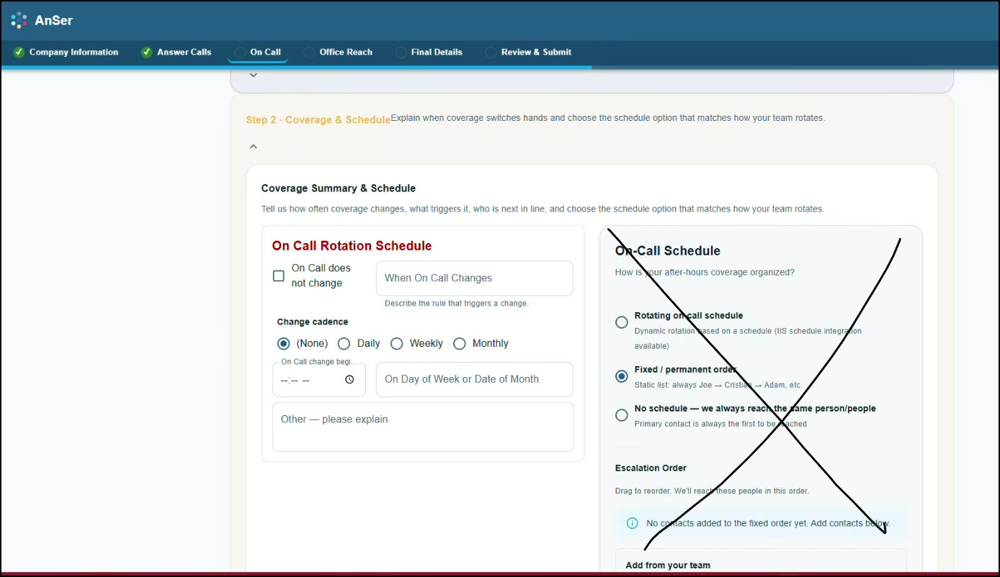 AnSer
Company Information
Answer Calls
On Call
Office Reach
Final Details
Review & Submit
Step 2 · Coverage & Schedule Explain when coverage switches hands and choose the schedule option that matches how your team rotates.
Coverage Summary & Schedule
Tell us how often coverage changes, what triggers it, who is next in line, and choose the schedule option that matches how your team rotates.
On Call Rotation Schedule
On Call does
not change
When On Call Changes
Describe the rule that triggers a change.
Change cadence
(None) Daily Weekly Monthly
On Call change begi...
--:-- --
On Day of Week or Date of Month
Other — please explain
On-Call Schedule
How is your after-hours coverage organized?
Rotating on call schedule
Dynamic rotation based on a schedule (IIS schedule integration
available)
Fixed / permanent order
Static list: always Joe → Cristian → Adam, etc.
No schedule — we always reach the same person/people
Primary contact is always the first to be reached
Escalation Order
Drag to reorder. We'll reach these people in this order.
No contacts added to the fixed order yet. Add contacts below.
Add from your team